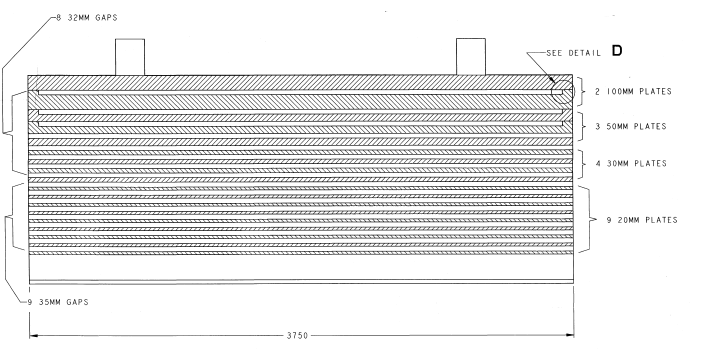 8 32MM GAPS
SEE DETAIL D
2 100MM PLATES
3 50MM PLATES
4 30MM PLATES
9 20MM PLATES
9 35MM GAPS
3750